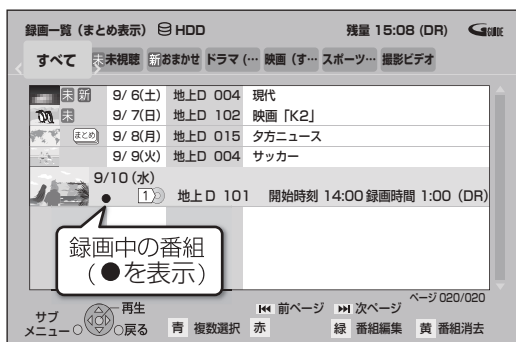 録画一覧(まとめ表示) HDD 残量 15:08 (DR) G GUIDE
すべて 未 未視聴 新 おまかせ ドラマ(… 映画(す… スポーツ… 撮影ビデオ
未 新 9/ 6(土) 地上D 004 現代
未 9/ 7(日) 地上D 102 映画「K2」
まとめ 9/ 8(月) 地上D 015 夕方ニュース
9/ 9(火) 地上D 004 サッカー
9/10(水)
● 1 地上D 101 開始時刻 14:00 録画時間 1:00 (DR)
録画中の番組
(●を表示)
ページ 020/020
サブ
メニュー 再生
決定
戻る
⏮ 前ページ ⏭ 次ページ
青 複数選択 赤 緑 番組編集 黄 番組消去